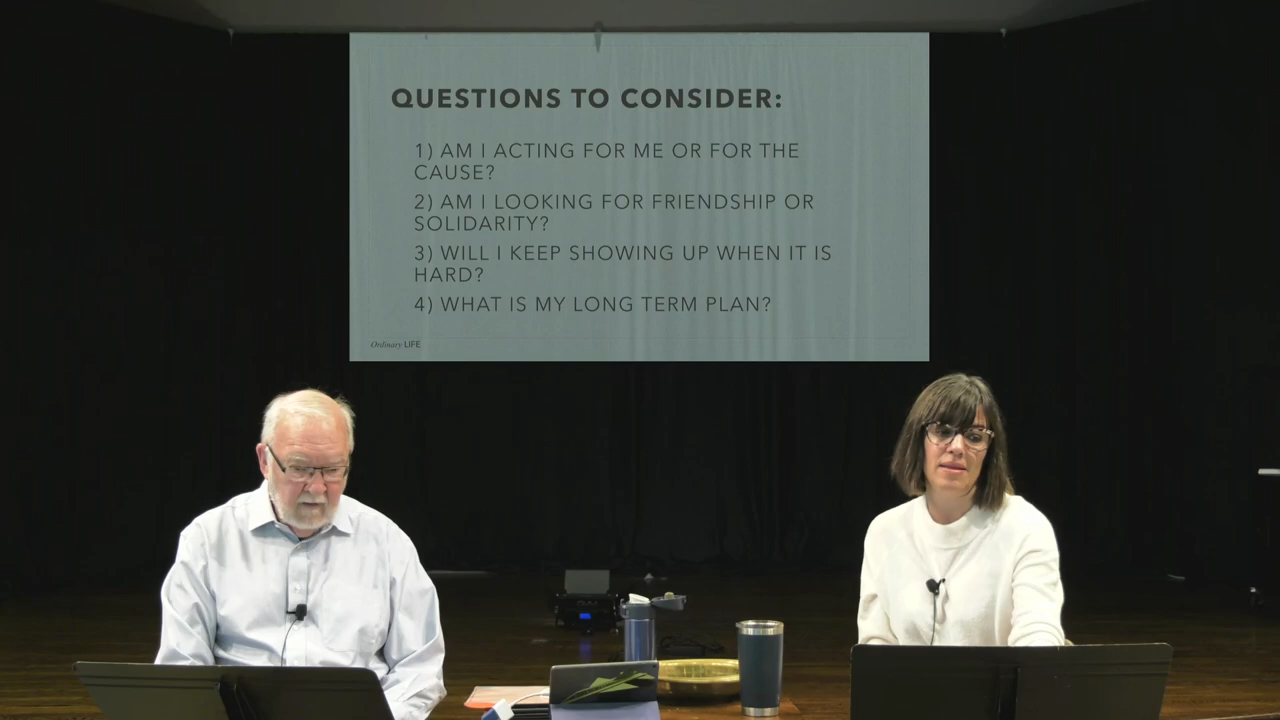 QUESTIONS TO CONSIDER:
1) AM I ACTING FOR ME OR FOR THE
CAUSE?
2) AM I LOOKING FOR FRIENDSHIP OR
SOLIDARITY?
3) WILL I KEEP SHOWING UP WHEN IT IS
HARD?
4) WHAT IS MY LONG TERM PLAN?
Ordinary LIFE